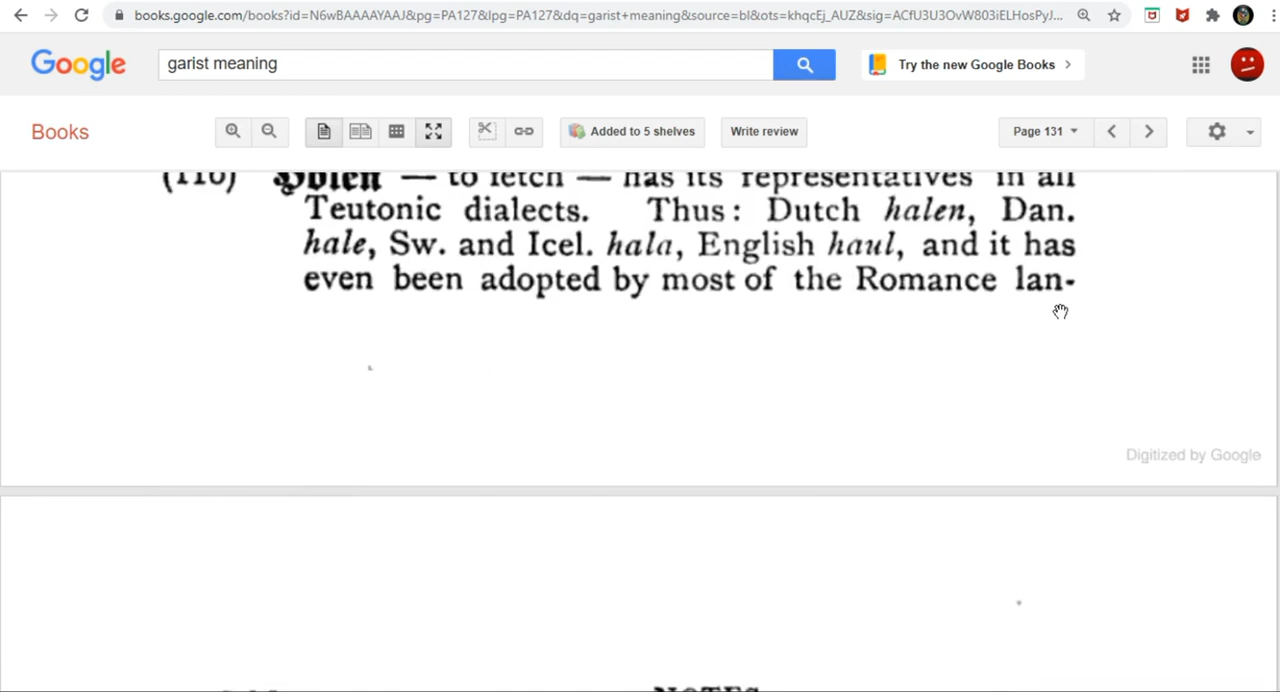 books.google.com/books?id=N6wBAAAAYAAJ&pg=PA127&lpg=PA127&dq=garist+meaning&source=bl&ots=khqcEj_AUZ&sig=ACfU3U3OvW803iELHosPyJ...
Google garist meaning Try the new Google Books
Books Added to 5 shelves Write review Page 131
(116) Holen — to fetch — has its representatives in all
Teutonic dialects. Thus: Dutch halen, Dan.
hale, Sw. and Icel. hala, English haul, and it has
even been adopted by most of the Romance lan-
Digitized by Google
NOTES